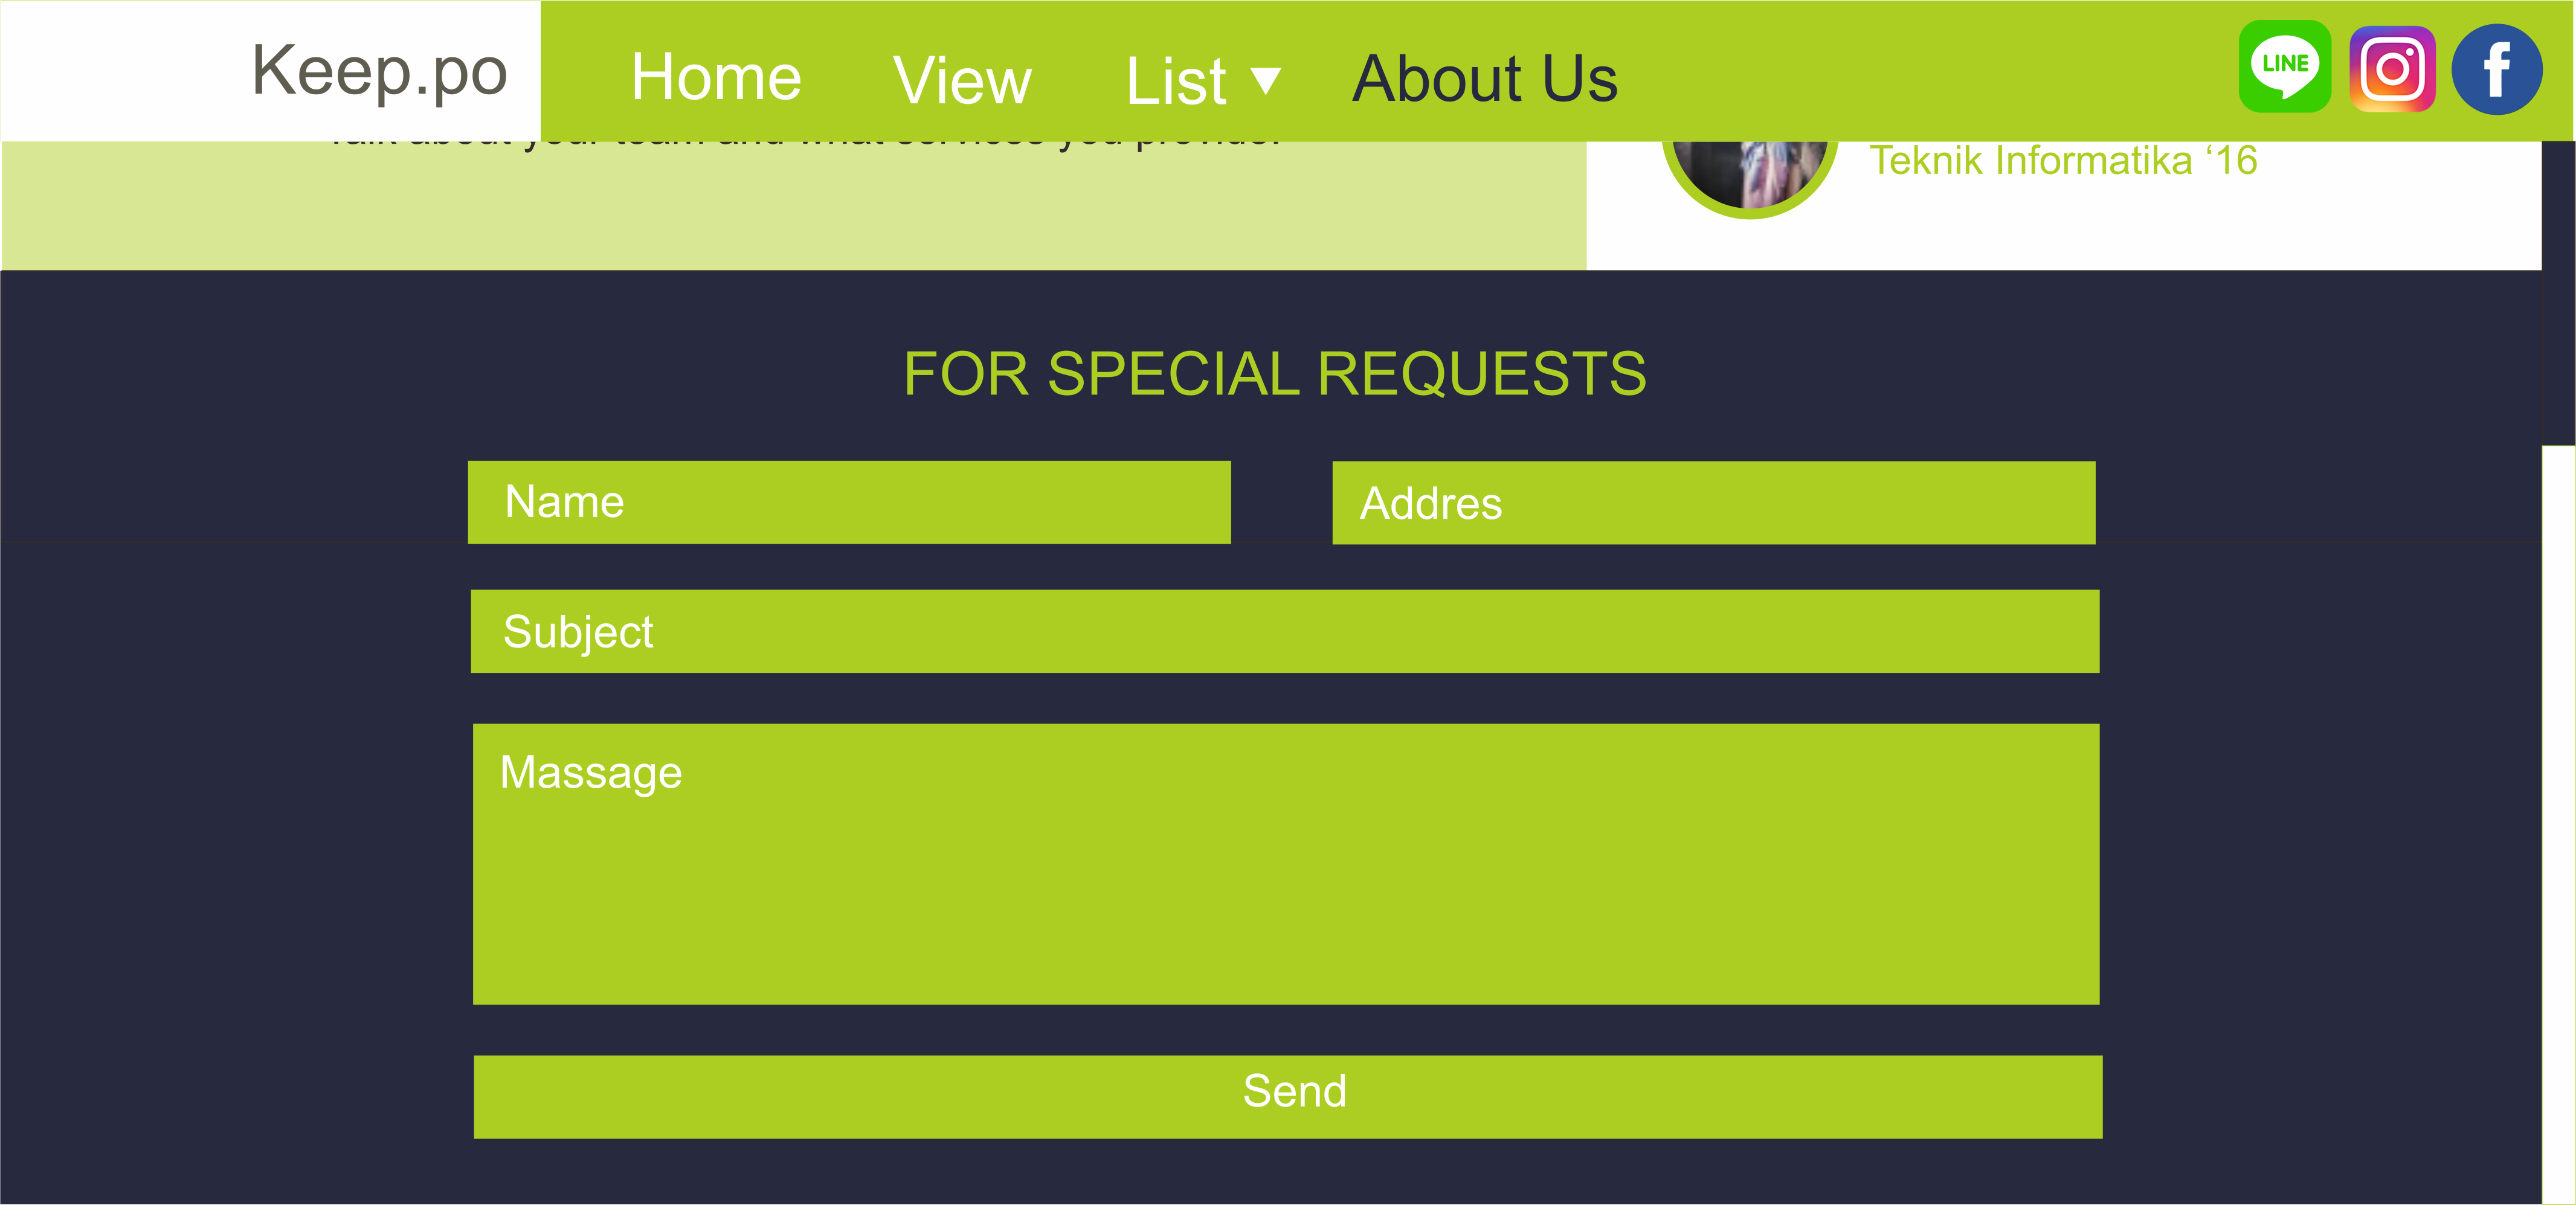 Keep.po
Home View List ▼ About Us
LINE
Teknik Informatika ‘16
FOR SPECIAL REQUESTS
Name
Addres
Subject
Massage
Send